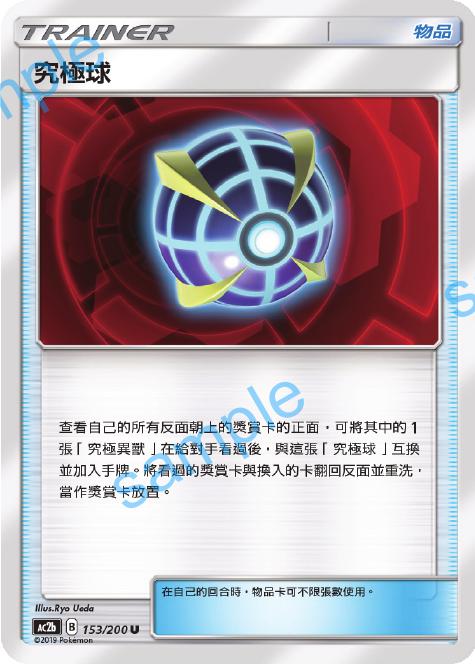 TRAINER 物品
究極球
sample
sample
查看自己的所有反面朝上的獎賞卡的正面，可將其中的1
張「究極異獸」在給對手看過後，與這張「究極球」互換
並加入手牌。將看過的獎賞卡與換入的卡翻回反面並重洗，
當作獎賞卡放置。
在自己的回合時，物品卡可不限張數使用。
Illus.Ryo Ueda
AC2b B 153/200 U
©2019 Pokémon